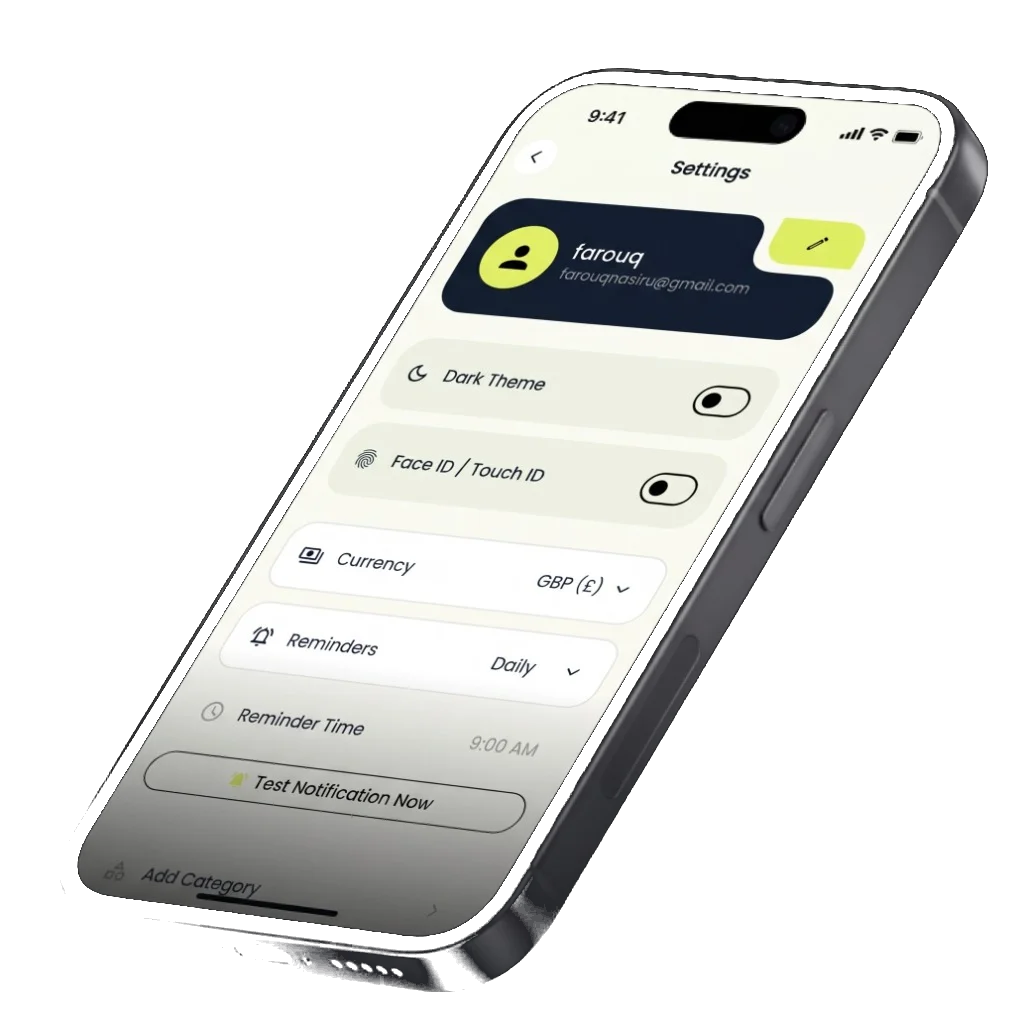 9:41
Settings
farouq
farouqnasiru@gmail.com
Dark Theme
Face ID / Touch ID
Currency GBP (£)
Reminders Daily
Reminder Time 9:00 AM
Test Notification Now
Add Category